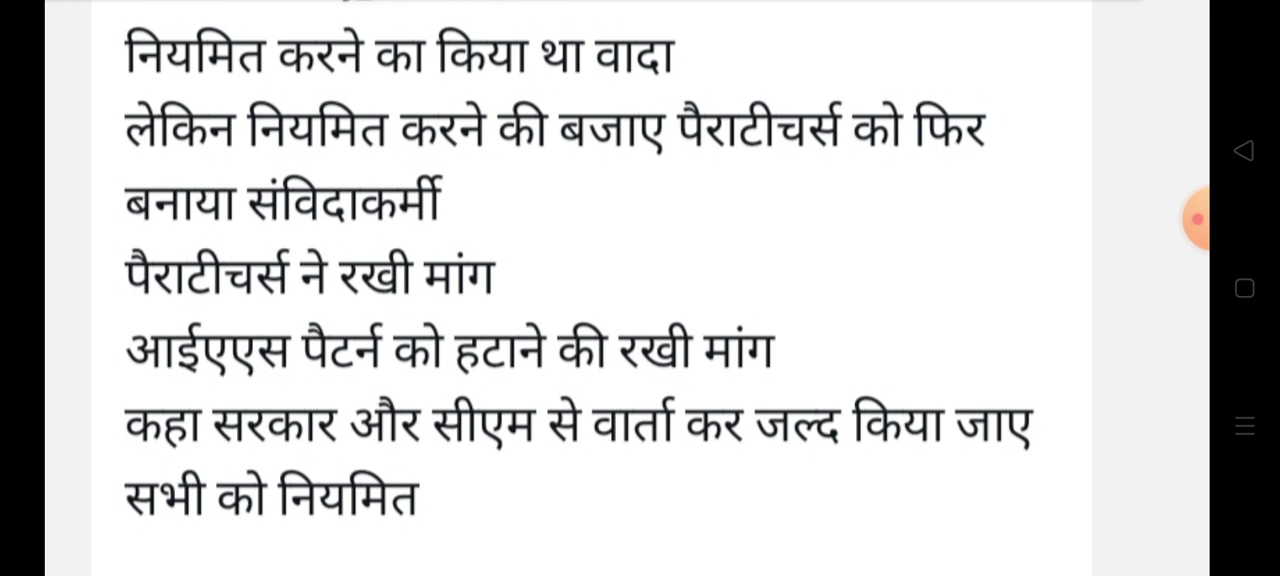 नियमित करने का किया था वादा
लेकिन नियमित करने की बजाए पैराटीचर्स को फिर
बनाया संविदाकर्मी
पैराटीचर्स ने रखी मांग
आईएएस पैटर्न को हटाने की रखी मांग
कहा सरकार और सीएम से वार्ता कर जल्द किया जाए
सभी को नियमित